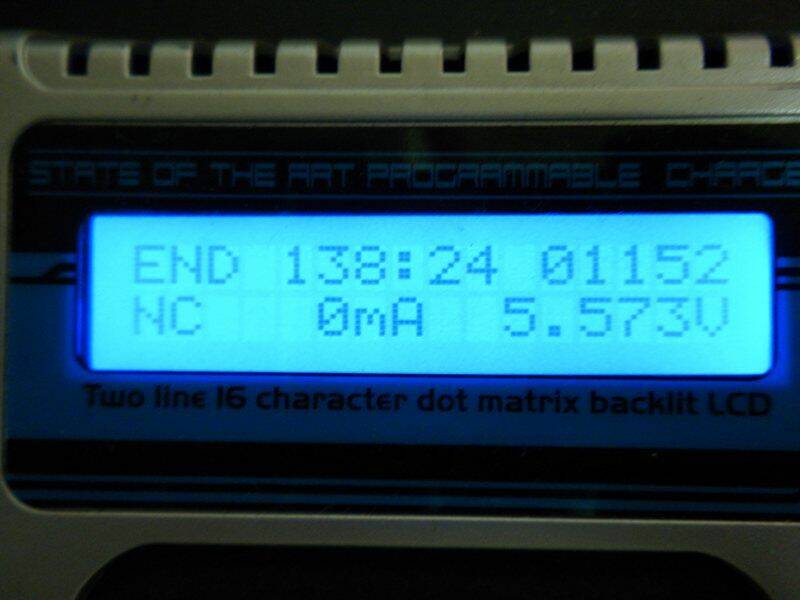 STATE OF THE ART PROGRAMMABLE CHARGE
END 138:24 01152
NC 0mA 5.573V
Two line 16 character dot matrix backlit LCD